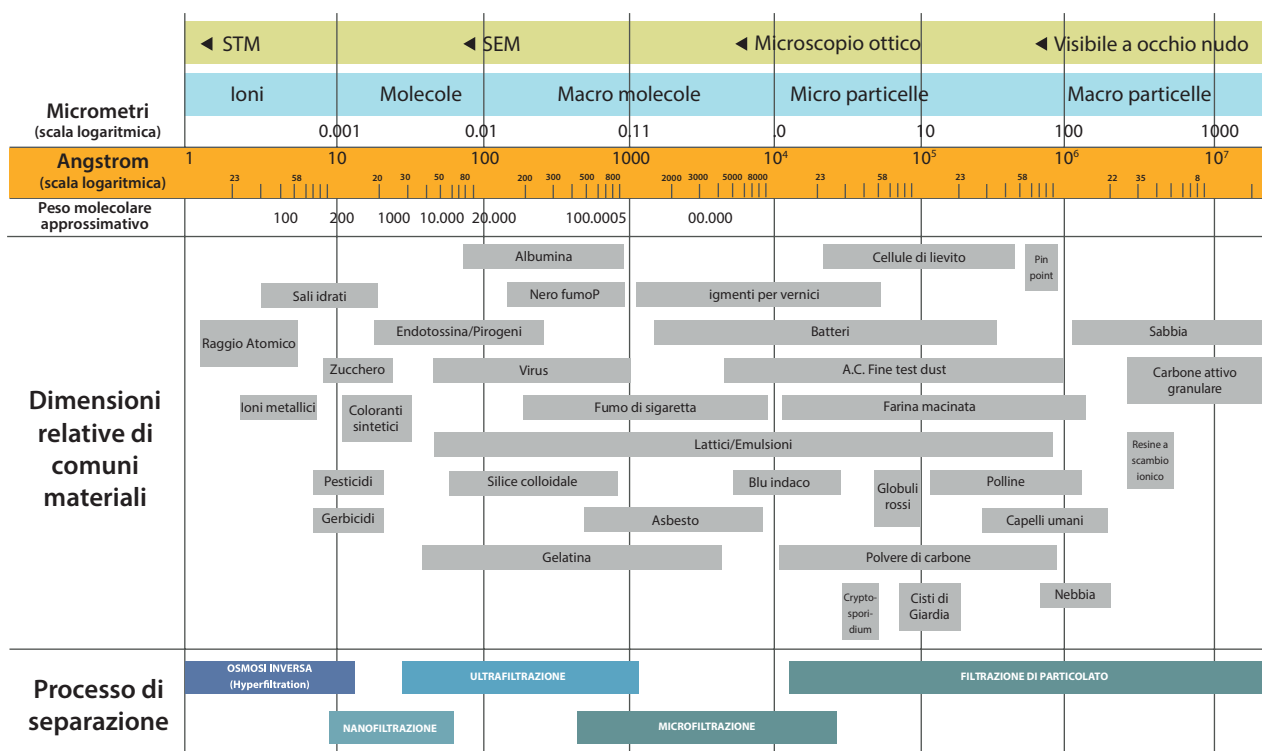 ◄ STM ◄ SEM ◄ Microscopio ottico ◄ Visibile a occhio nudo
Ioni Molecole Macro molecole Micro particelle Macro particelle
Micrometri
(scala logaritmica)
0.001 0.01 0.11 .0 10 100 1000
Angstrom
(scala logaritmica)
1 10 100 1000 10⁴ 10⁵ 10⁶ 10⁷
23 58 20 30 50 80 200 300 500 800 2000 3000 5000 8000 23 58 23 58 22 35 8
Peso molecolare
approssimativo
100 200 1000 10.000 20.000 100.0005 00.000
Dimensioni
relative di
comuni
materiali
Albumina
Cellule di lievito
Pin
point
Sali idrati
Nero fumoP
igmenti per vernici
Raggio Atomico
Endotossina/Pirogeni
Batteri
Sabbia
Zucchero
Virus
A.C. Fine test dust
Carbone attivo
granulare
Ioni metallici
Coloranti
sintetici
Fumo di sigaretta
Farina macinata
Lattici/Emulsioni
Resine a
scambio
ionico
Pesticidi
Silice colloidale
Blu indaco
Globuli
rossi
Polline
Gerbicidi
Asbesto
Capelli umani
Gelatina
Polvere di carbone
Crypto-
spori-
dium
Cisti di
Giardia
Nebbia
Processo di
separazione
OSMOSI INVERSA
(Hyperfiltration)
ULTRAFILTRAZIONE
FILTRAZIONE DI PARTICOLATO
NANOFILTRAZIONE
MICROFILTRAZIONE